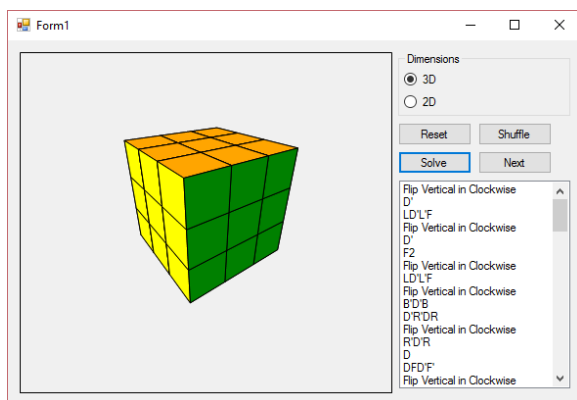 Form1
Dimensions
3D
2D
Reset Shuffle
Solve Next
Flip Vertical in Clockwise
D'
LD'L'F
Flip Vertical in Clockwise
D'
F2
Flip Vertical in Clockwise
LD'L'F
Flip Vertical in Clockwise
B'D'B
D'R'DR
Flip Vertical in Clockwise
R'D'R
D
DFD'F'
Flip Vertical in Clockwise